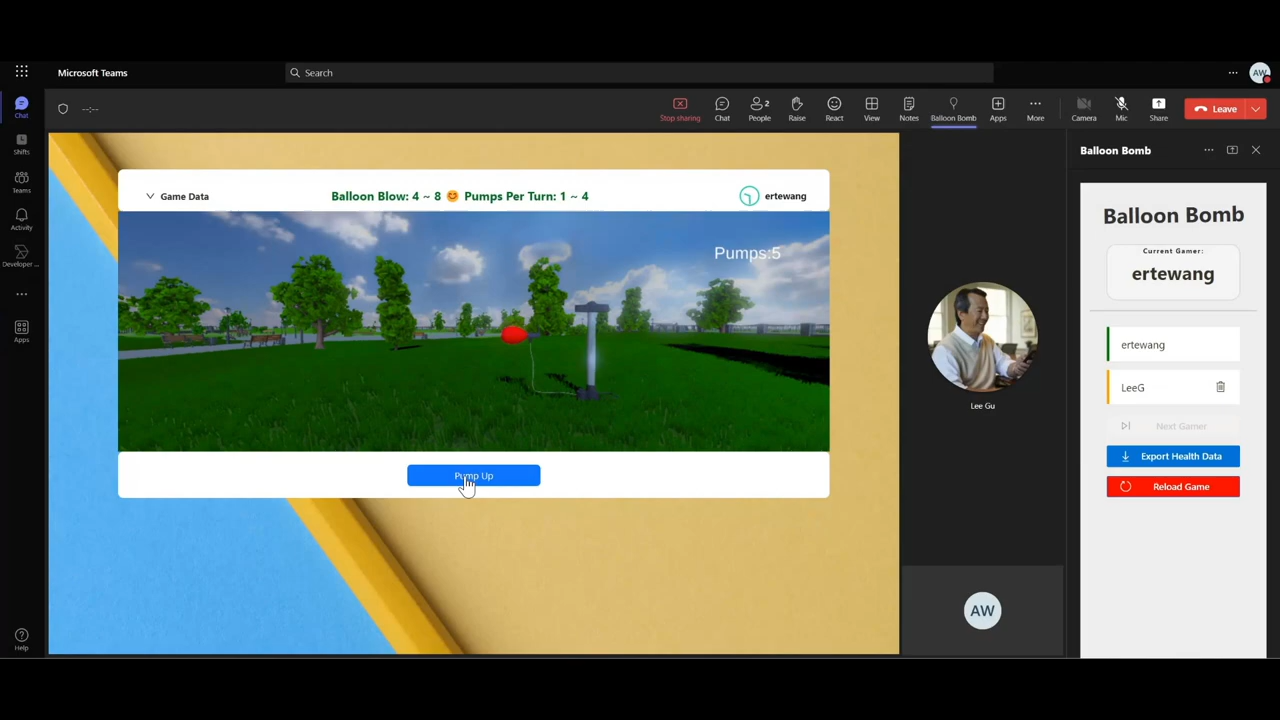 Microsoft Teams
Search
AW
--:--
Stop sharing
Chat
People
2
Raise
React
View
Notes
Balloon Bomb
Apps
More
Camera
Mic
Share
Leave
Chat
Shifts
Teams
Activity
Developer ...
Apps
Help
Game Data
Balloon Blow: 4 ~ 8 😊 Pumps Per Turn: 1 ~ 4
ertewang
Pumps:5
Pump Up
Lee Gu
AW
Balloon Bomb
Balloon Bomb
Current Gamer:
ertewang
ertewang
LeeG
Next Gamer
Export Health Data
Reload Game